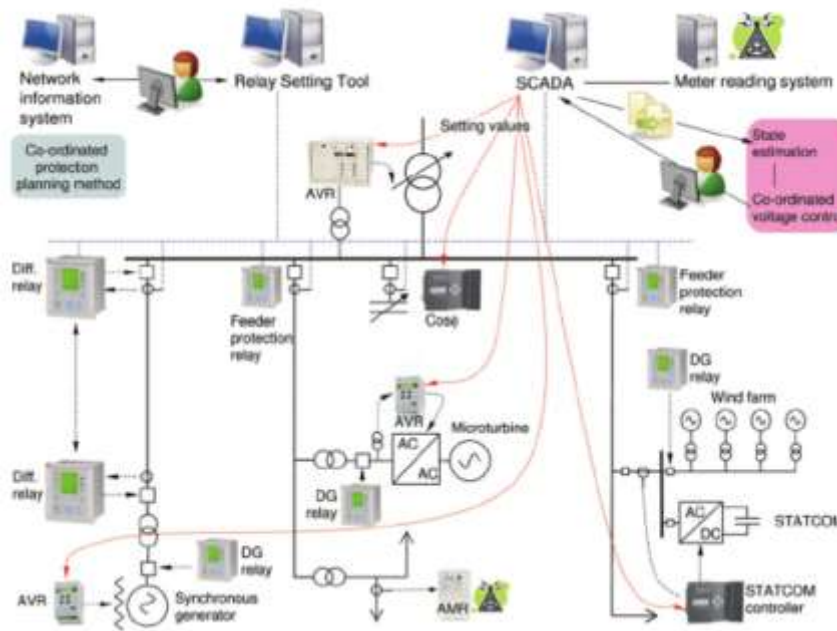 Network
information
system
Relay Setting Tool
SCADA
Meter reading system
Co-ordinated
protection
planning method
Setting values
AVR
State
estimation
Co-ordinated
voltage contr
Diff.
relay
Feeder
protection
relay
Cosφ
Feeder
protection
relay
DG
relay
Wind farm
AVR
Microturbine
AC
AC
Diff.
relay
DG
relay
AC
DC
STATCOM
DG
relay
AVR
Synchronous
generator
AMR
STATCOM
controller